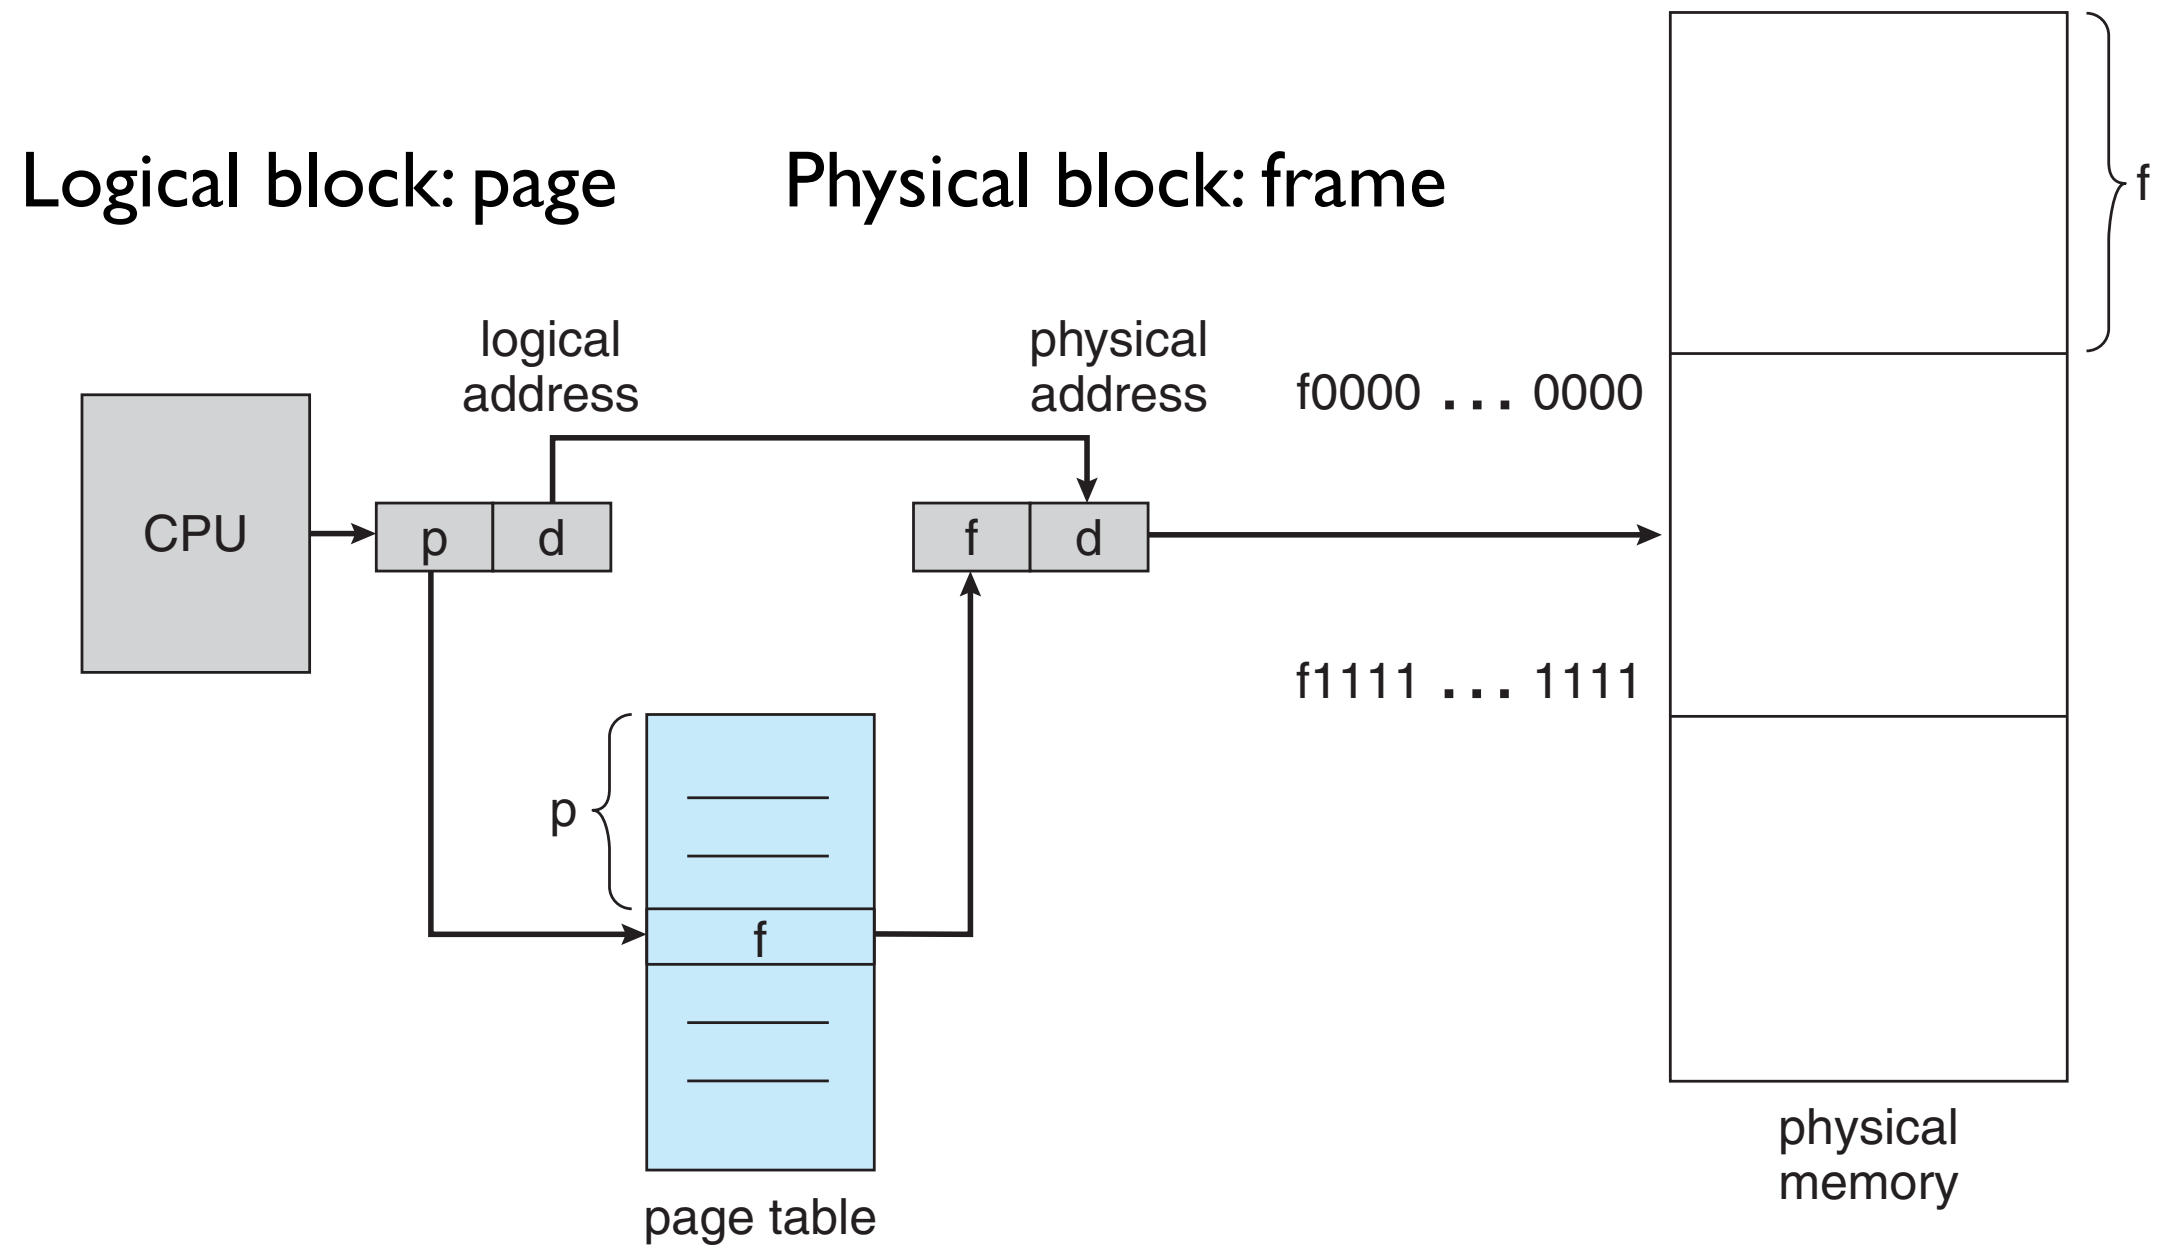 Logical block: page
Physical block: frame
f
logical
address
physical
address
f0000 ... 0000
CPU
p
d
f
d
f1111 ... 1111
p
f
page table
physical
memory